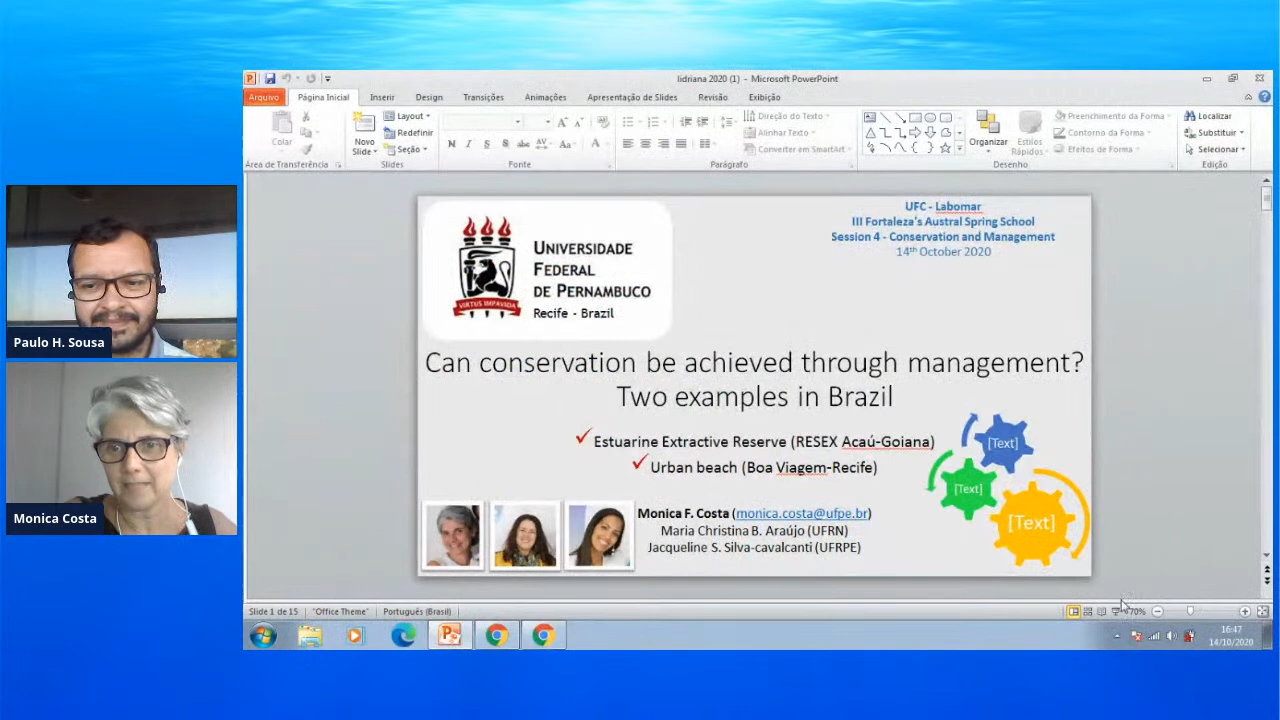 lidriana 2020 (1) - Microsoft PowerPoint
Arquivo Página Inicial Inserir Design Transições Animações Apresentação de Slides Revisão Exibição
Colar
Área de Transferência
Novo Slide
Layout
Redefinir
Seção
Slides
N I S S abc AV Aa A
Fonte
Direção do Texto
Alinhar Texto
Converter em SmartArt
Parágrafo
Organizar
Estilos Rápidos
Preenchimento da Forma
Contorno da Forma
Efeitos de Forma
Desenho
Localizar
Substituir
Selecionar
Edição
UFC - Labomar
III Fortaleza's Austral Spring School
Session 4 - Conservation and Management
14th October 2020
VIRTUS IMPAVIDA
UNIVERSIDADE
FEDERAL
DE PERNAMBUCO
Recife - Brazil
Can conservation be achieved through management?
Two examples in Brazil
Estuarine Extractive Reserve (RESEX Acaú-Goiana)
Urban beach (Boa Viagem-Recife)
[Text]
[Text]
[Text]
Monica F. Costa (monica.costa@ufpe.br)
Maria Christina B. Araújo (UFRN)
Jacqueline S. Silva-cavalcanti (UFRPE)
Paulo H. Sousa
Monica Costa
Slide 1 de 15 "Office Theme" Português (Brasil) 70%
16:47
14/10/2020